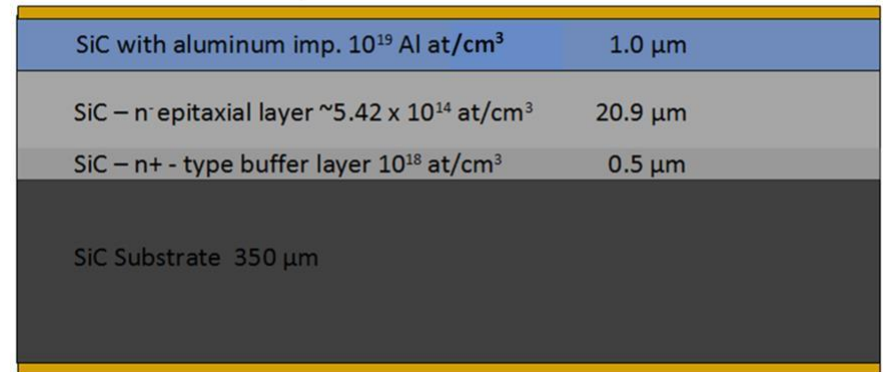 SiC with aluminum imp. 10¹⁹ Al at/cm³ 1.0 µm
SiC – n⁻ epitaxial layer ~5.42 x 10¹⁴ at/cm³ 20.9 µm
SiC – n+ - type buffer layer 10¹⁸ at/cm³ 0.5 µm
SiC Substrate 350 µm